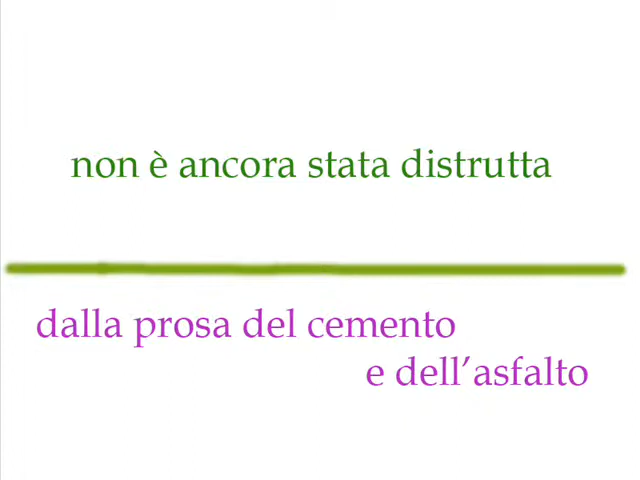 non è ancora stata distrutta
dalla prosa del cemento
e dell’asfalto